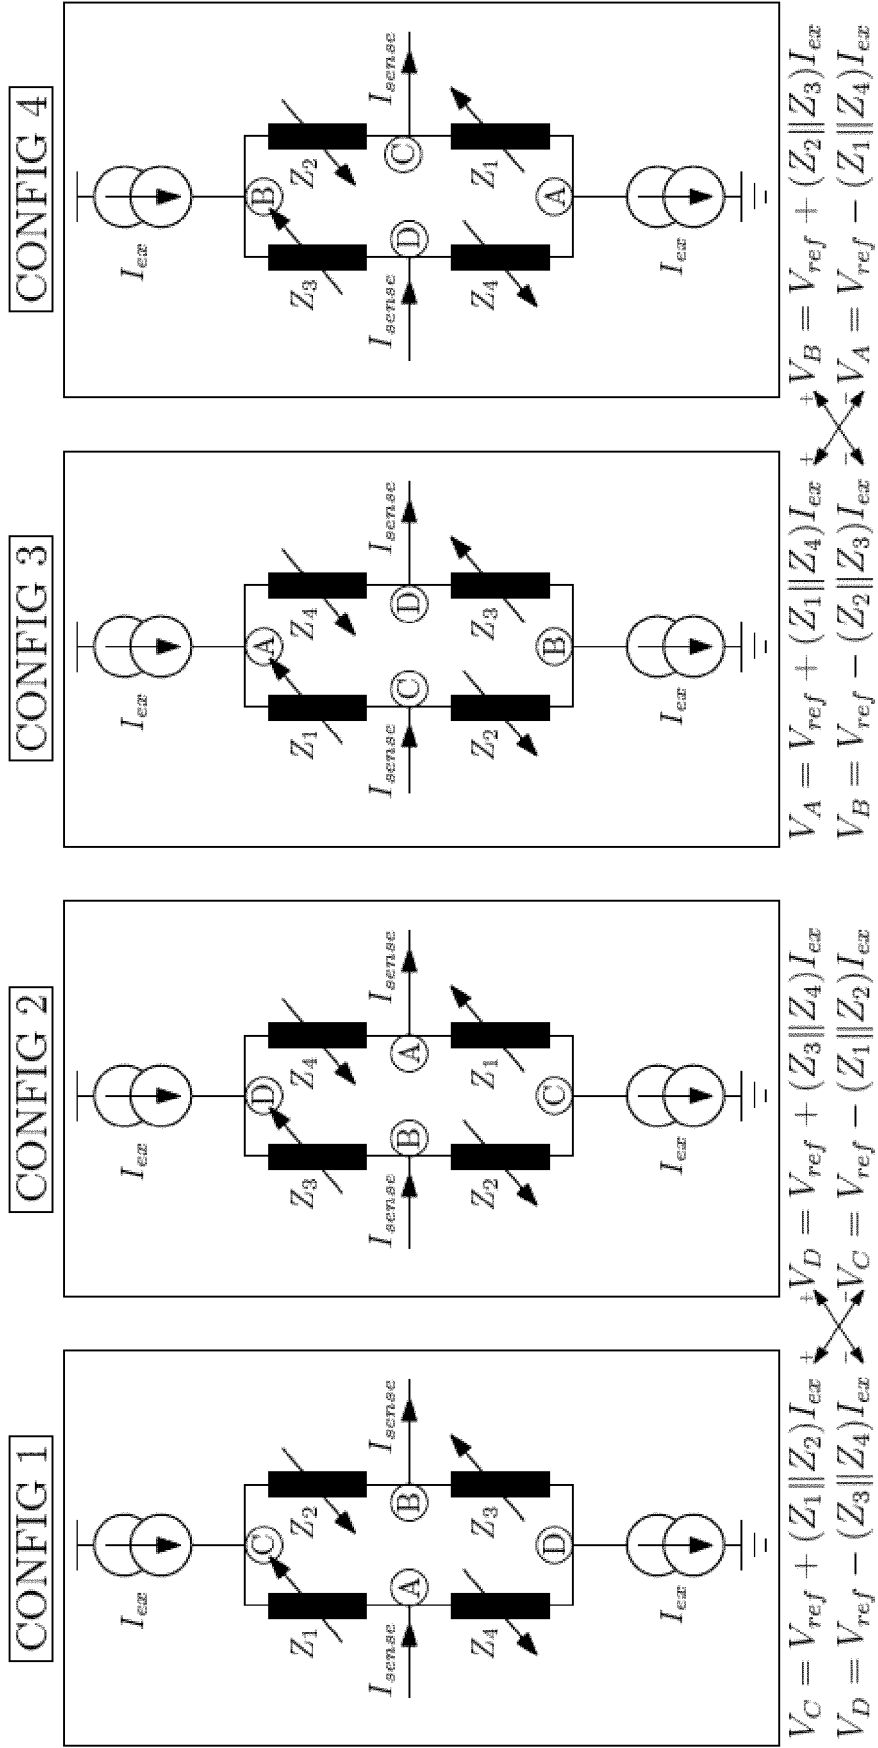 CONFIG 1
I_ex
C
Z_1
Z_2
I_sense
A
B
I_sense
Z_4
Z_3
D
I_ex
V_C = V_ref + (Z_1||Z_2)I_ex +
V_D = V_ref − (Z_3||Z_4)I_ex −
CONFIG 2
I_ex
D
Z_3
Z_4
I_sense
B
A
I_sense
Z_2
Z_1
C
I_ex
+V_D = V_ref + (Z_3||Z_4)I_ex
−V_C = V_ref − (Z_1||Z_2)I_ex
CONFIG 3
I_ex
A
Z_1
Z_4
I_sense
C
D
I_sense
Z_2
Z_3
B
I_ex
V_A = V_ref + (Z_1||Z_4)I_ex +
V_B = V_ref − (Z_2||Z_3)I_ex −
CONFIG 4
I_ex
B
Z_3
Z_2
I_sense
D
C
I_sense
Z_4
Z_1
A
I_ex
+V_B = V_ref + (Z_2||Z_3)I_ex
−V_A = V_ref − (Z_1||Z_4)I_ex